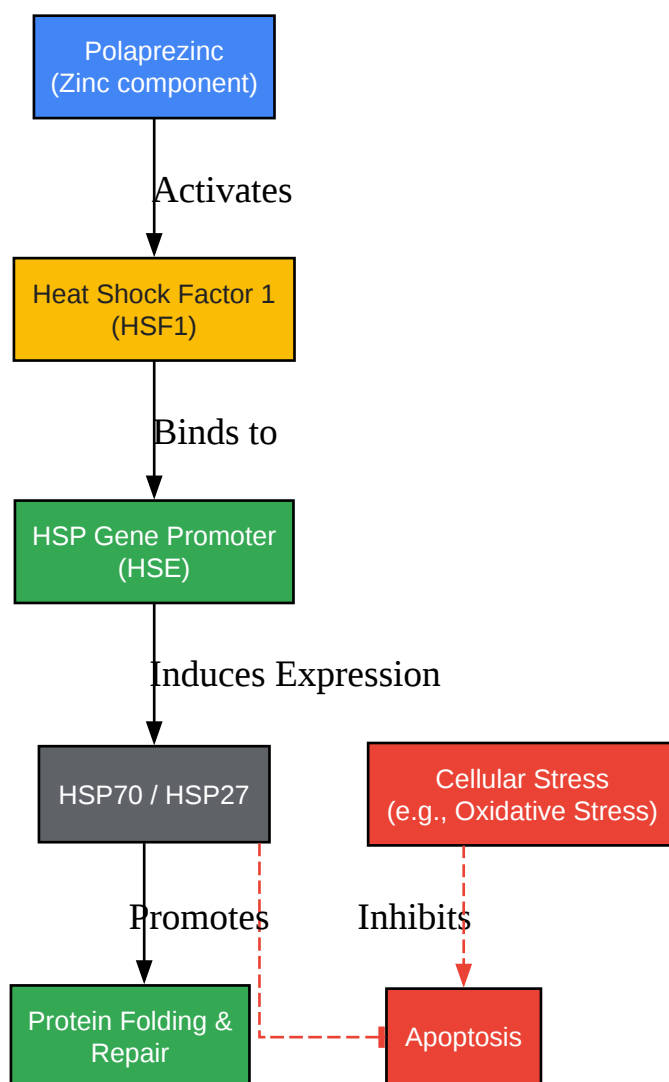 Polaprezinc
(Zinc component)
Activates
Heat Shock Factor 1
(HSF1)
Binds to
HSP Gene Promoter
(HSE)
Induces Expression
HSP70 / HSP27
Cellular Stress
(e.g., Oxidative Stress)
Promotes
Inhibits
Protein Folding &
Repair
Apoptosis